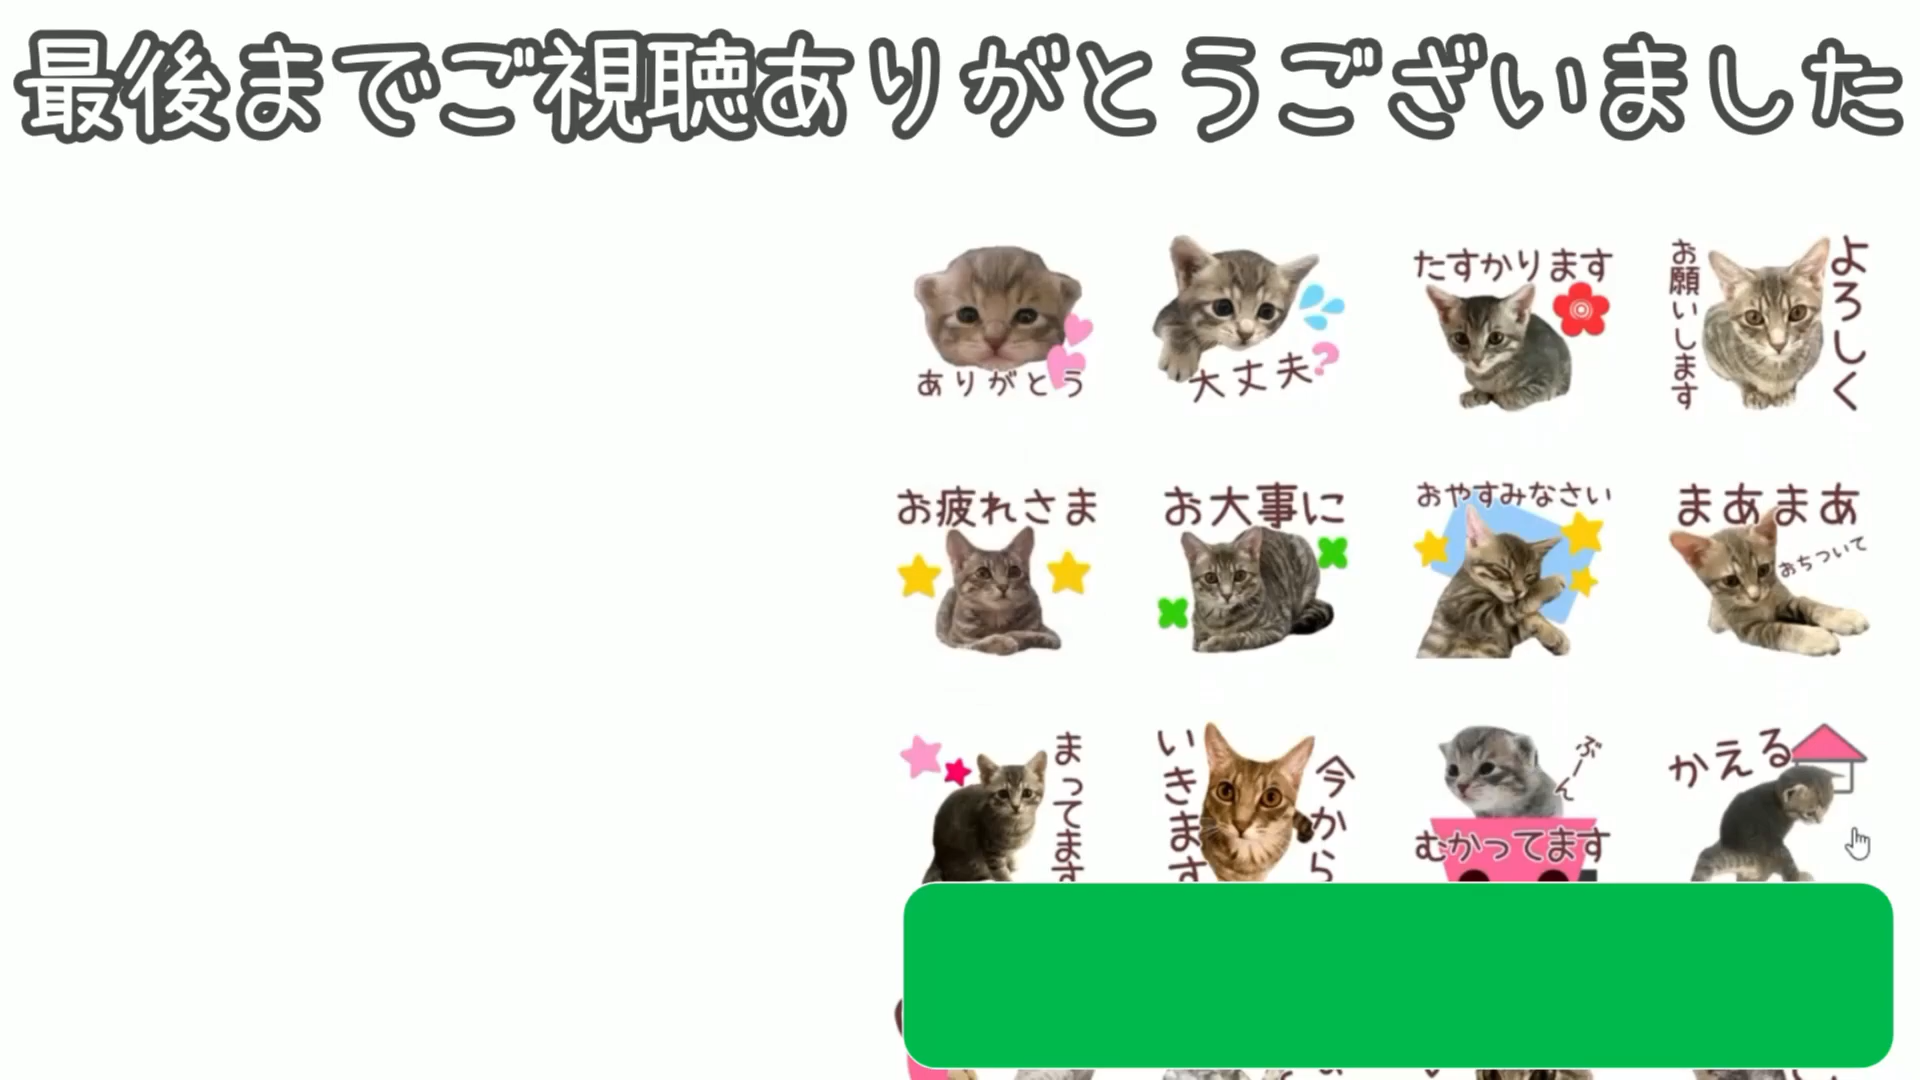 最後までご視聴ありがとうございました
ありがとう
大丈夫?
たすかります
よろしく
お願いします
お疲れさま
お大事に
おやすみなさい
まあまあ
おちついて
まってます
今から
いきます
ぶーん
むかってます
かえる